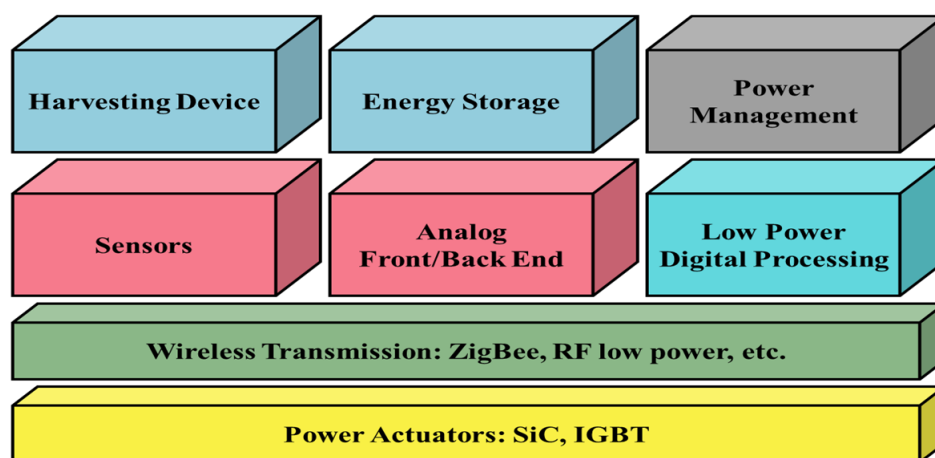 Harvesting Device
Energy Storage
Power
Management
Sensors
Analog
Front/Back End
Low Power
Digital Processing
Wireless Transmission: ZigBee, RF low power, etc.
Power Actuators: SiC, IGBT